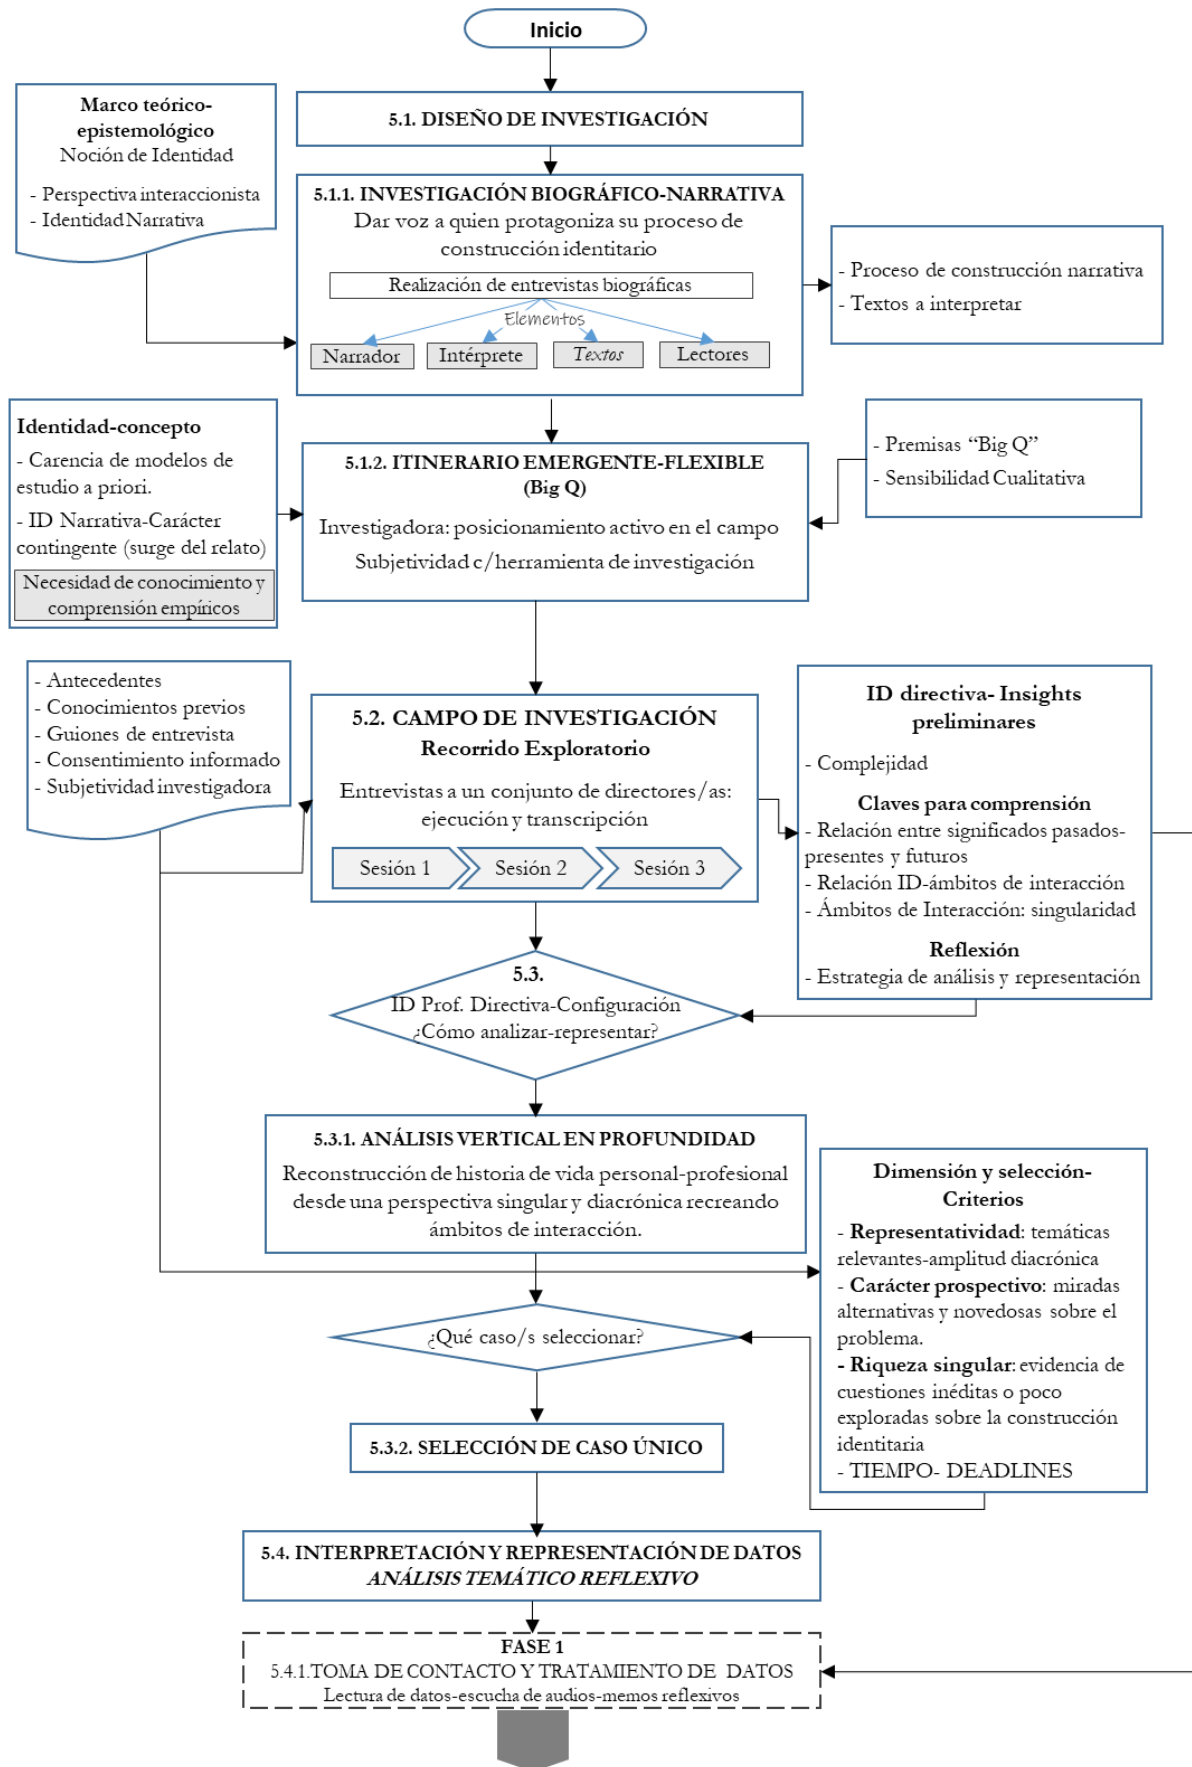 Inicio
5.1. DISEÑO DE INVESTIGACIÓN
Marco teórico-
epistemológico
Noción de Identidad
- Perspectiva interaccionista
- Identidad Narrativa
5.1.1. INVESTIGACIÓN BIOGRÁFICO-NARRATIVA
Dar voz a quien protagoniza su proceso de
construcción identitario
Realización de entrevistas biográficas
Elementos
Narrador
Intérprete
Textos
Lectores
- Proceso de construcción narrativa
- Textos a interpretar
Identidad-concepto
- Carencia de modelos de
estudio a priori.
- ID Narrativa-Carácter
contingente (surge del relato)
Necesidad de conocimiento y
comprensión empíricos
5.1.2. ITINERARIO EMERGENTE-FLEXIBLE
(Big Q)
Investigadora: posicionamiento activo en el campo
Subjetividad c/herramienta de investigación
- Premisas “Big Q”
- Sensibilidad Cualitativa
- Antecedentes
- Conocimientos previos
- Guiones de entrevista
- Consentimiento informado
- Subjetividad investigadora
5.2. CAMPO DE INVESTIGACIÓN
Recorrido Exploratorio
Entrevistas a un conjunto de directores/as:
ejecución y transcripción
Sesión 1
Sesión 2
Sesión 3
ID directiva- Insights
preliminares
- Complejidad
Claves para comprensión
- Relación entre significados pasados-
presentes y futuros
- Relación ID-ámbitos de interacción
- Ámbitos de Interacción: singularidad
Reflexión
- Estrategia de análisis y representación
5.3.
ID Prof. Directiva-Configuración
¿Cómo analizar-representar?
5.3.1. ANÁLISIS VERTICAL EN PROFUNDIDAD
Reconstrucción de historia de vida personal-profesional
desde una perspectiva singular y diacrónica recreando
ámbitos de interacción.
Dimensión y selección-
Criterios
- Representatividad: temáticas
relevantes-amplitud diacrónica
- Carácter prospectivo: miradas
alternativas y novedosas sobre el
problema.
- Riqueza singular: evidencia de
cuestiones inéditas o poco
exploradas sobre la construcción
identitaria
- TIEMPO- DEADLINES
¿Qué caso/s seleccionar?
5.3.2. SELECCIÓN DE CASO ÚNICO
5.4. INTERPRETACIÓN Y REPRESENTACIÓN DE DATOS
ANÁLISIS TEMÁTICO REFLEXIVO
FASE 1
5.4.1.TOMA DE CONTACTO Y TRATAMIENTO DE DATOS
Lectura de datos-escucha de audios-memos reflexivos